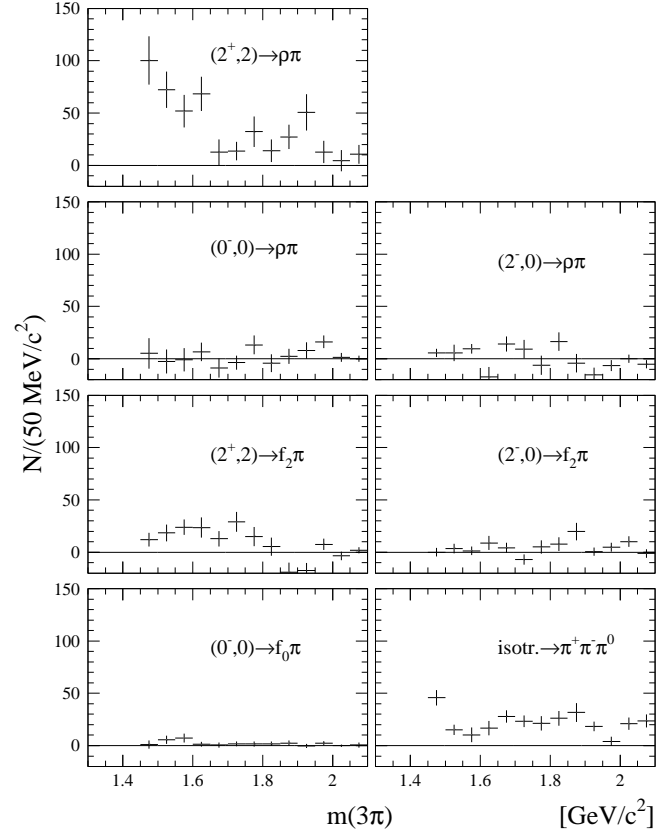 150
100
50
0
(2⁺,2)→ρπ
150
100
50
0
(0⁻,0)→ρπ
(2⁻,0)→ρπ
N/(50 MeV/c²)
150
100
50
0
(2⁺,2)→f₂π
(2⁻,0)→f₂π
150
100
50
0
(0⁻,0)→f₀π
isotr.→π⁺π⁻π⁰
1.4 1.6 1.8 2 1.4 1.6 1.8 2
m(3π) [GeV/c²]